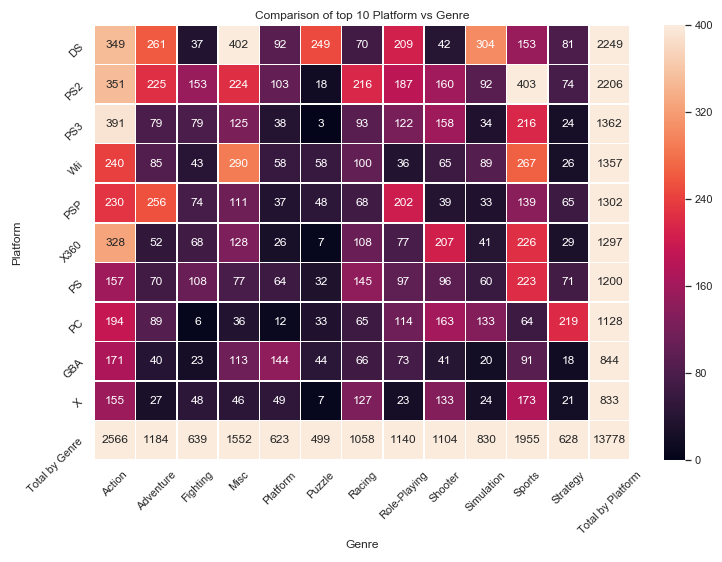 Comparison of top 10 Platform vs Genre
Platform
DS 349 261 37 402 92 249 70 209 42 304 153 81 2249
PS2 351 225 153 224 103 18 216 187 160 92 403 74 2206
PS3 391 79 79 125 38 3 93 122 158 34 216 24 1362
Wii 240 85 43 290 58 58 100 36 65 89 267 26 1357
PSP 230 256 74 111 37 48 68 202 39 33 139 65 1302
X360 328 52 68 128 26 7 108 77 207 41 226 29 1297
PS 157 70 108 77 64 32 145 97 96 60 223 71 1200
PC 194 89 6 36 12 33 65 114 163 133 64 219 1128
GBA 171 40 23 113 144 44 66 73 41 20 91 18 844
X 155 27 48 46 49 7 127 23 133 24 173 21 833
Total by Genre 2566 1184 639 1552 623 499 1058 1140 1104 830 1955 628 13778
Action Adventure Fighting Misc Platform Puzzle Racing Role-Playing Shooter Simulation Sports Strategy Total by Platform
Genre
400
320
240
160
80
0